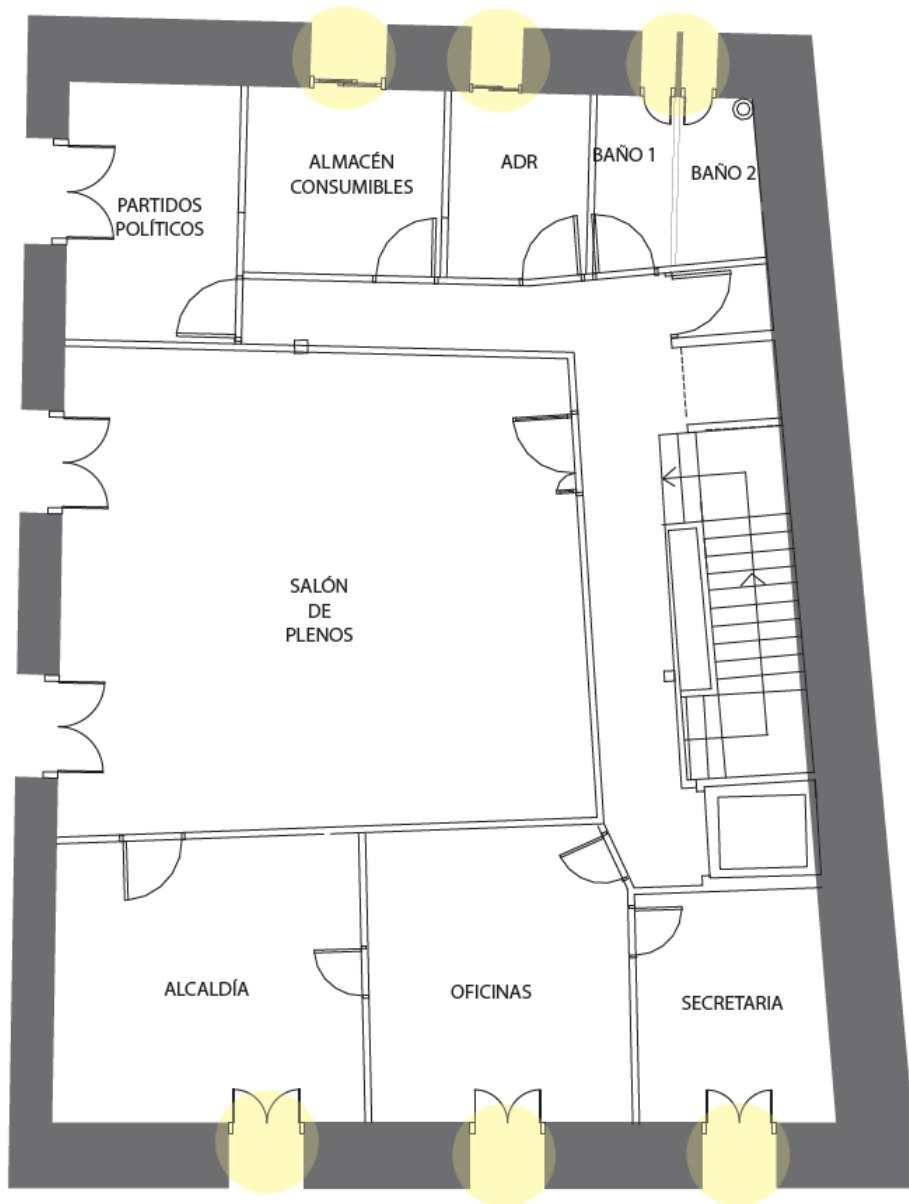 ALMACÉN
CONSUMIBLES
ADR
BAÑO 1
BAÑO 2
PARTIDOS
POLÍTICOS
SALÓN
DE
PLENOS
ALCALDÍA
OFICINAS
SECRETARIA